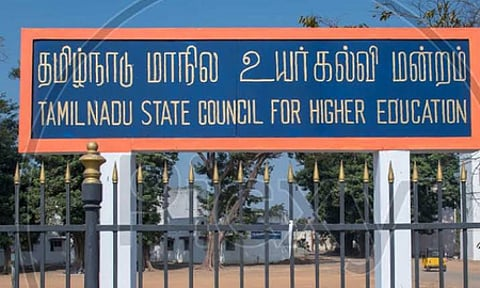 தமிழ்நாடு மாநில உயர்கல்வி மன்றம்
TAMILNADU STATE COUNCIL FOR HIGHER EDUCATION